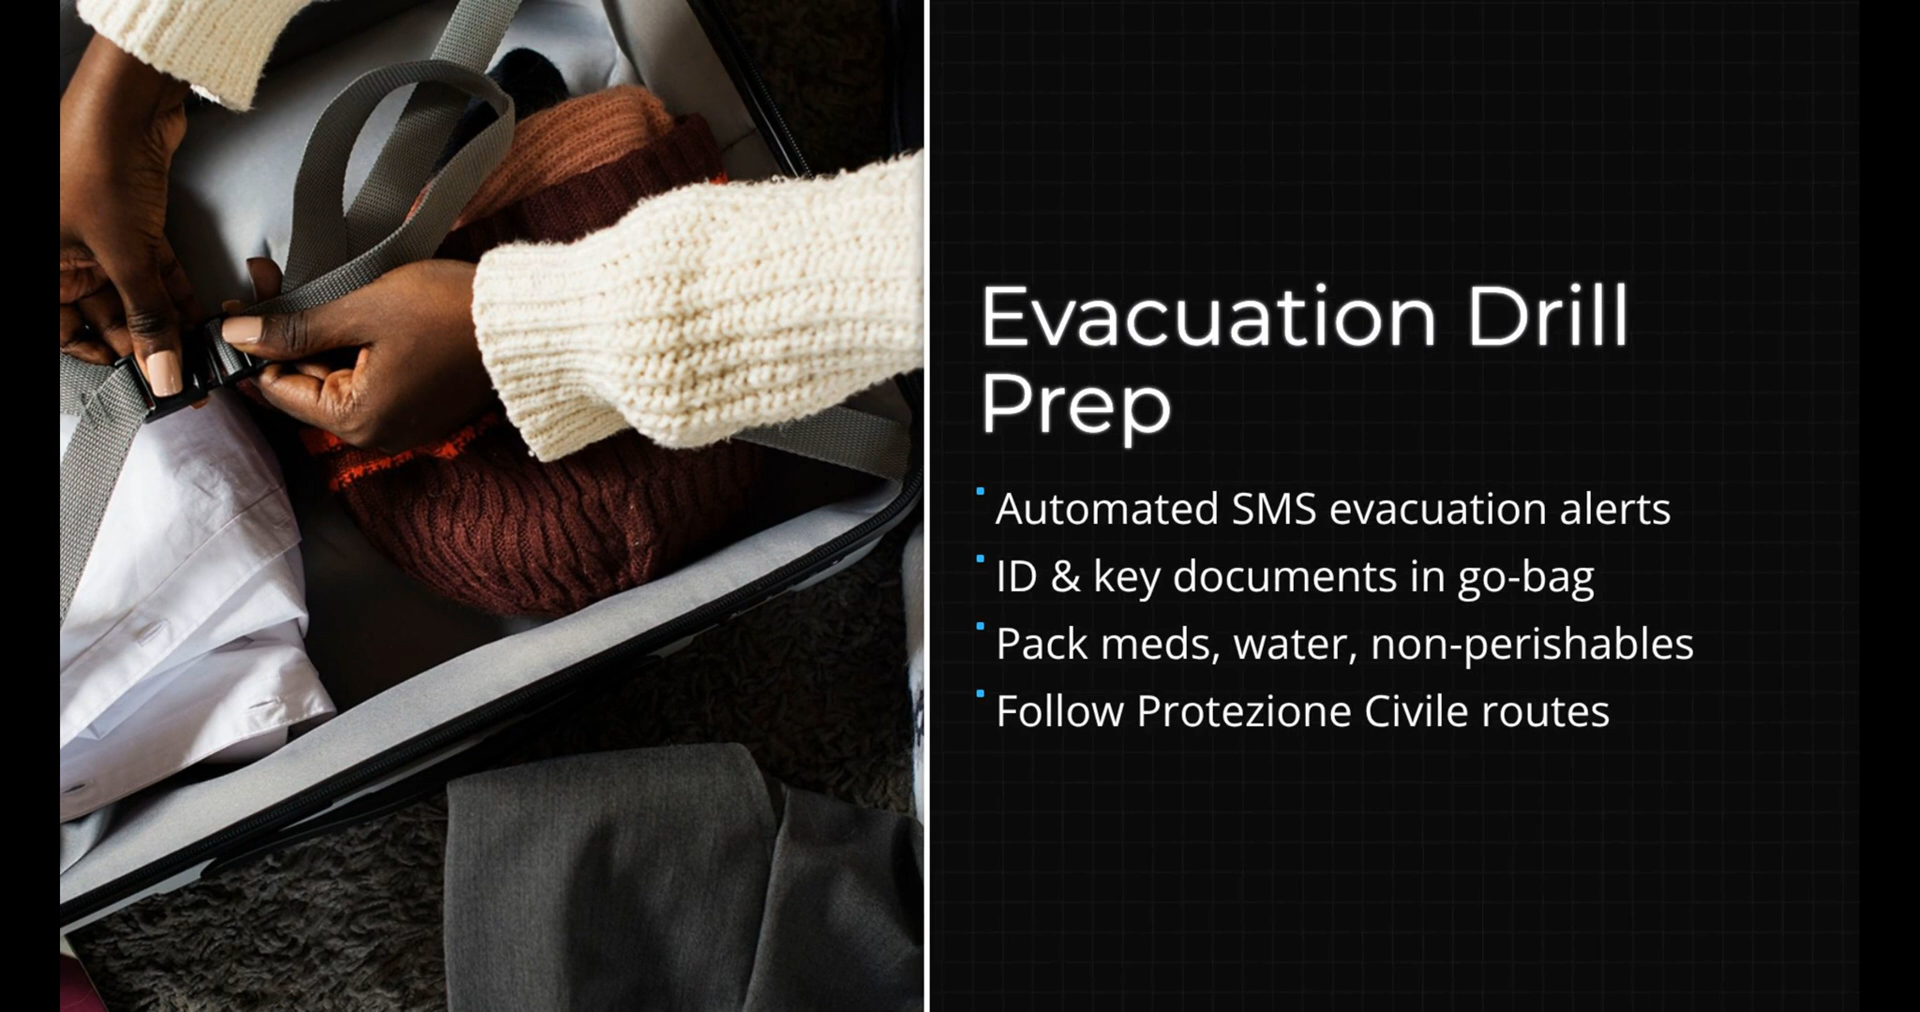 Evacuation Drill
Prep
Automated SMS evacuation alerts
ID & key documents in go-bag
Pack meds, water, non-perishables
Follow Protezione Civile routes